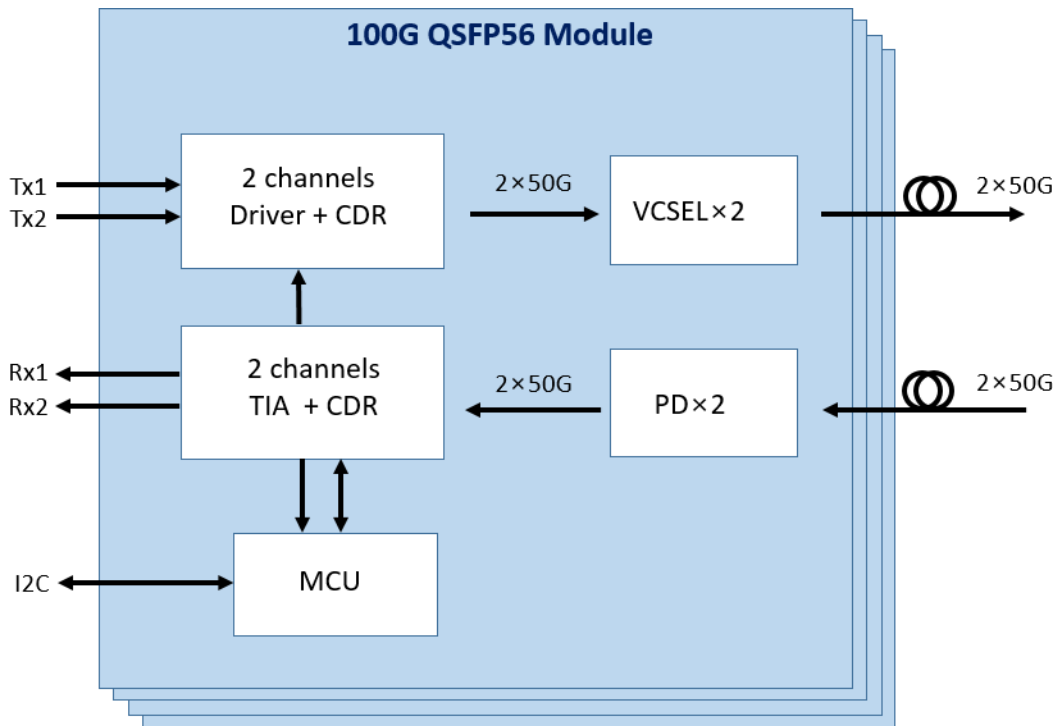 100G QSFP56 Module
Tx1
Tx2
2 channels
Driver + CDR
2×50G
VCSEL×2
2×50G
Rx1
Rx2
2 channels
TIA + CDR
2×50G
PD×2
2×50G
I2C
MCU